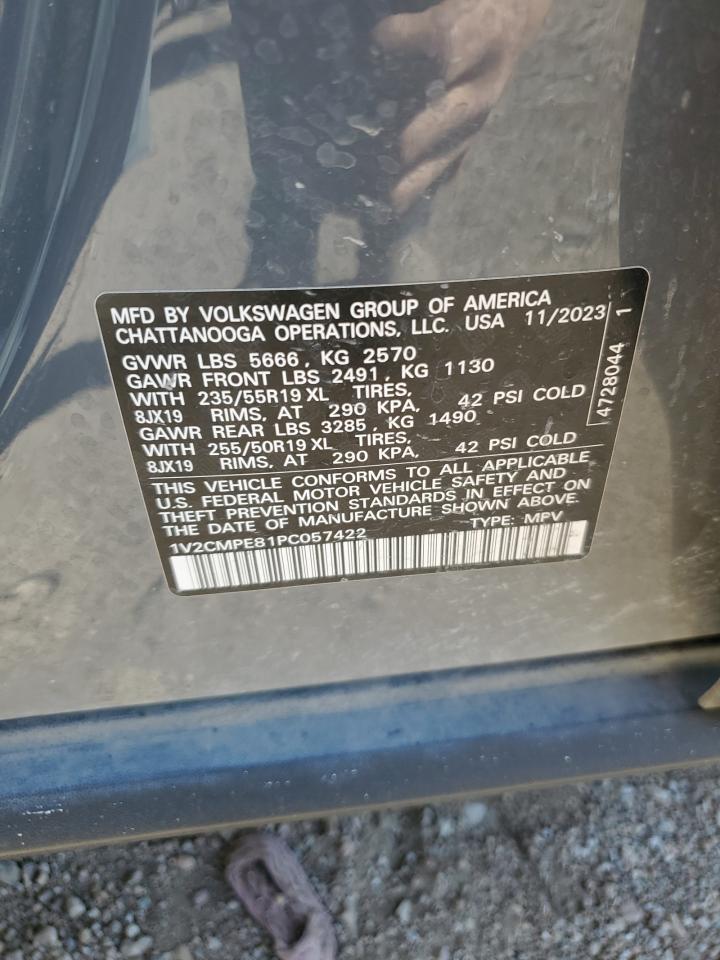 MFD BY VOLKSWAGEN GROUP OF AMERICA
CHATTANOOGA OPERATIONS, LLC. USA 11/2023
GVWR LBS 5666, KG 2570
GAWR FRONT LBS 2491, KG 1130
WITH 235/55R19 XL TIRES,
8JX19 RIMS, AT 290 KPA, 42 PSI COLD
GAWR REAR LBS 3285, KG 1490
WITH 255/50R19 XL TIRES,
8JX19 RIMS, AT 290 KPA, 42 PSI COLD
THIS VEHICLE CONFORMS TO ALL APPLICABLE
U.S. FEDERAL MOTOR VEHICLE SAFETY AND
THEFT PREVENTION STANDARDS IN EFFECT ON
THE DATE OF MANUFACTURE SHOWN ABOVE.
1V2CMPE81PC057422 TYPE: MPV
4728044 1